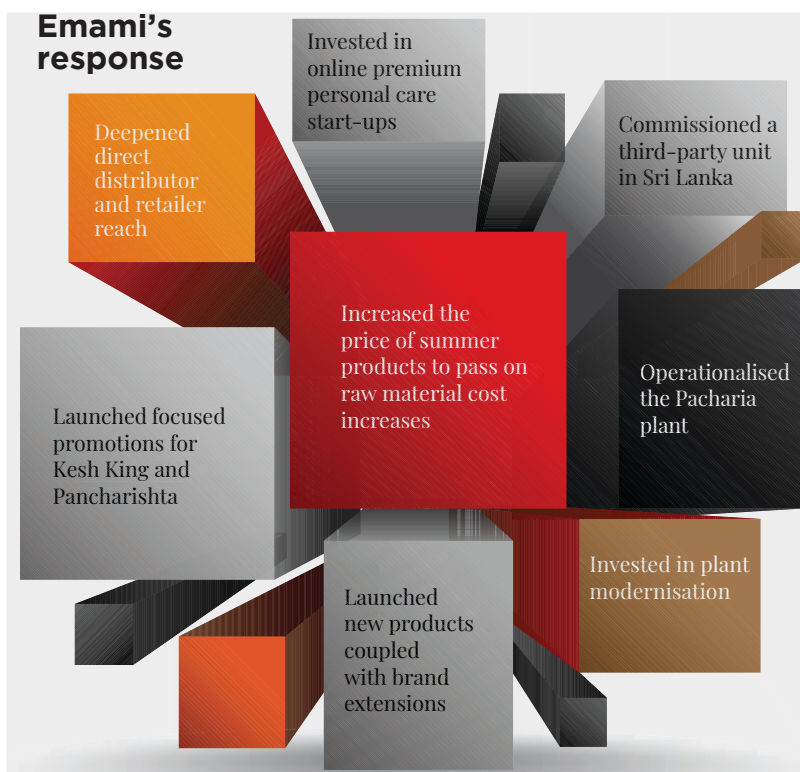 Emami's
response
Invested in
online premium
personal care
start-ups
Deepened
direct
distributor
and retailer
reach
Commissioned a
third-party unit
in Sri Lanka
Increased the
price of summer
products to pass on
raw material cost
increases
Operationalised
the Pacharia
plant
Launched focused
promotions for
Kesh King and
Pancharishta
Invested in plant
modernisation
Launched
new products
coupled
with brand
extensions